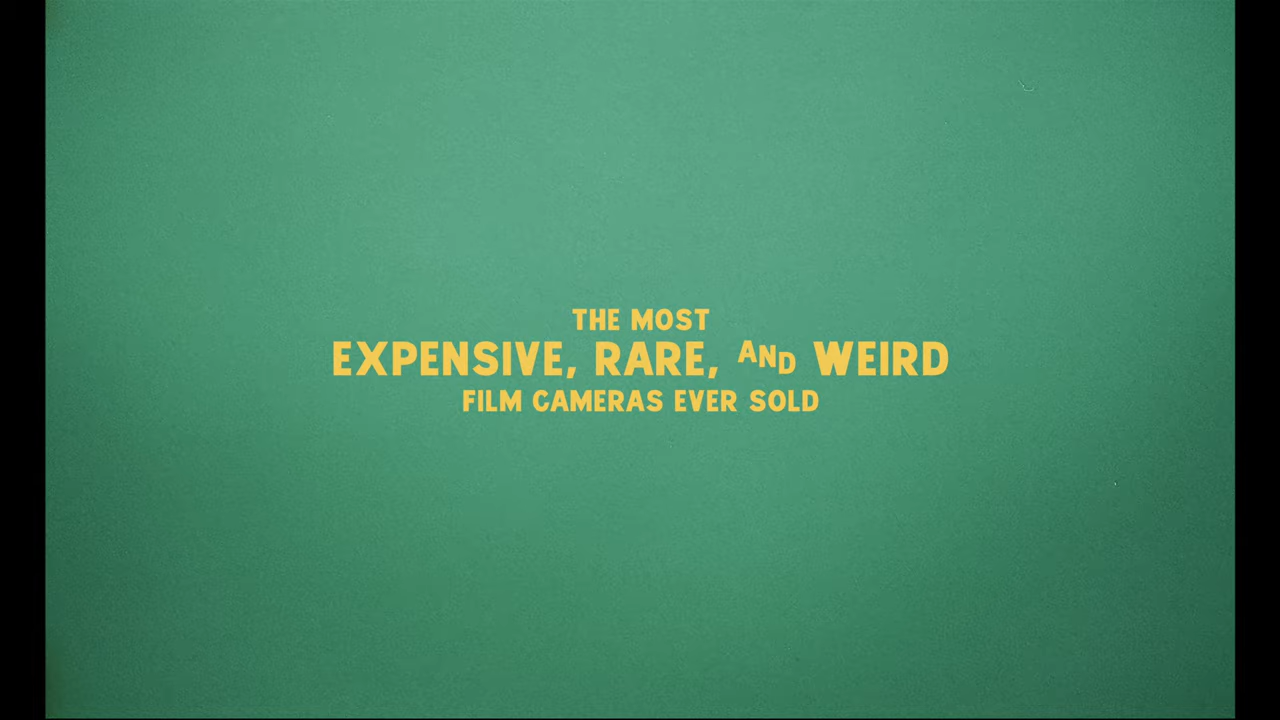 THE MOST
EXPENSIVE, RARE, AND WEIRD
FILM CAMERAS EVER SOLD